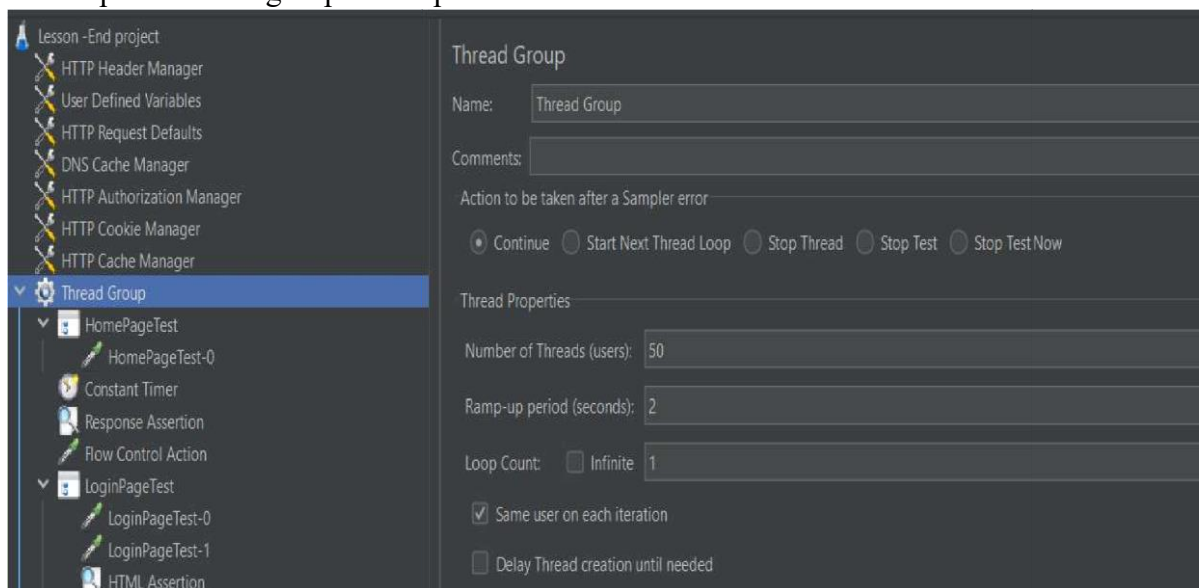 Lesson -End project
HTTP Header Manager
User Defined Variables
HTTP Request Defaults
DNS Cache Manager
HTTP Authorization Manager
HTTP Cookie Manager
HTTP Cache Manager
Thread Group
HomePageTest
HomePageTest-0
Constant Timer
Response Assertion
Flow Control Action
LoginPageTest
LoginPageTest-0
LoginPageTest-1
HTML Assertion
Thread Group
Name: Thread Group
Comments:
Action to be taken after a Sampler error
Continue Start Next Thread Loop Stop Thread Stop Test Stop Test Now
Thread Properties
Number of Threads (users): 50
Ramp-up period (seconds): 2
Loop Count: Infinite 1
Same user on each iteration
Delay Thread creation until needed